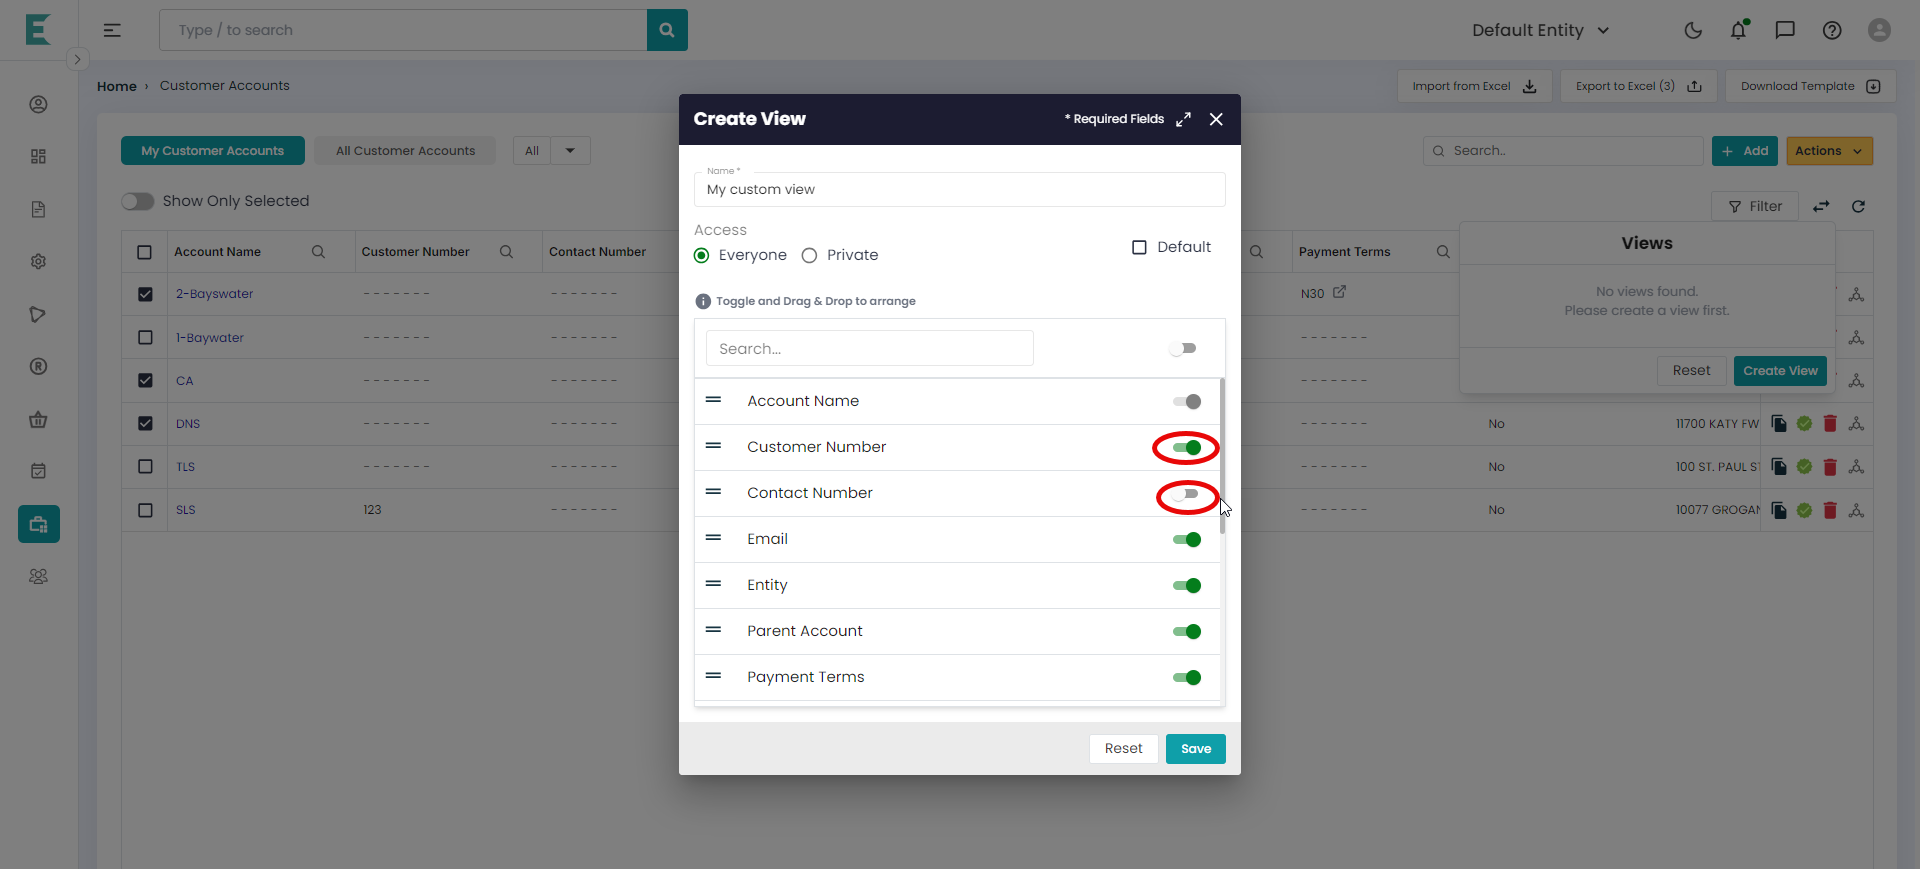 Type / to search
Default Entity
Home › Customer Accounts
Import from Excel
Export to Excel (3)
Download Template
My Customer Accounts
All Customer Accounts
All
Search..
+ Add
Actions
Show Only Selected
Filter
Account Name
Customer Number
Contact Number
Payment Terms
2-Bayswater
- - - - - - -
- - - - - - -
N30
1-Baywater
- - - - - - -
- - - - - - -
- - - - - - -
CA
- - - - - - -
- - - - - - -
- - - - - - -
DNS
- - - - - - -
- - - - - - -
- - - - - - -
No
11700 KATY FW
TLS
- - - - - - -
- - - - - - -
- - - - - - -
No
100 ST. PAUL S
SLS
123
- - - - - - -
- - - - - - -
No
10077 GROGAN
Views
No views found.
Please create a view first.
Reset
Create View
Create View
* Required Fields
Name *
My custom view
Access
Everyone
Private
Default
Toggle and Drag & Drop to arrange
Search...
Account Name
Customer Number
Contact Number
Email
Entity
Parent Account
Payment Terms
Reset
Save